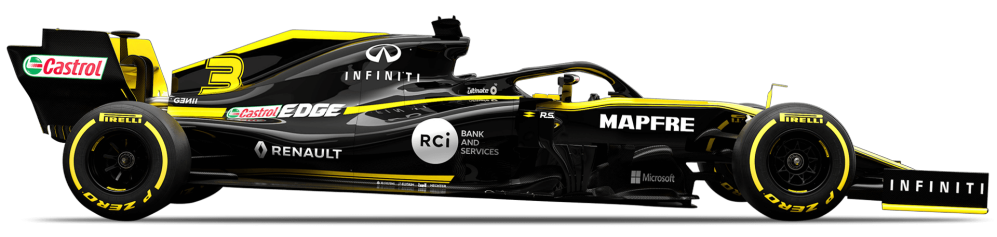 Castrol
3
INFINITI
Castrol EDGE
RENAULT
RCi
BANK
AND
SERVICES
R.S.
MAPFRE
Microsoft
INFINITI
PIRELLI
P ZERO
PIRELLI
P ZERO